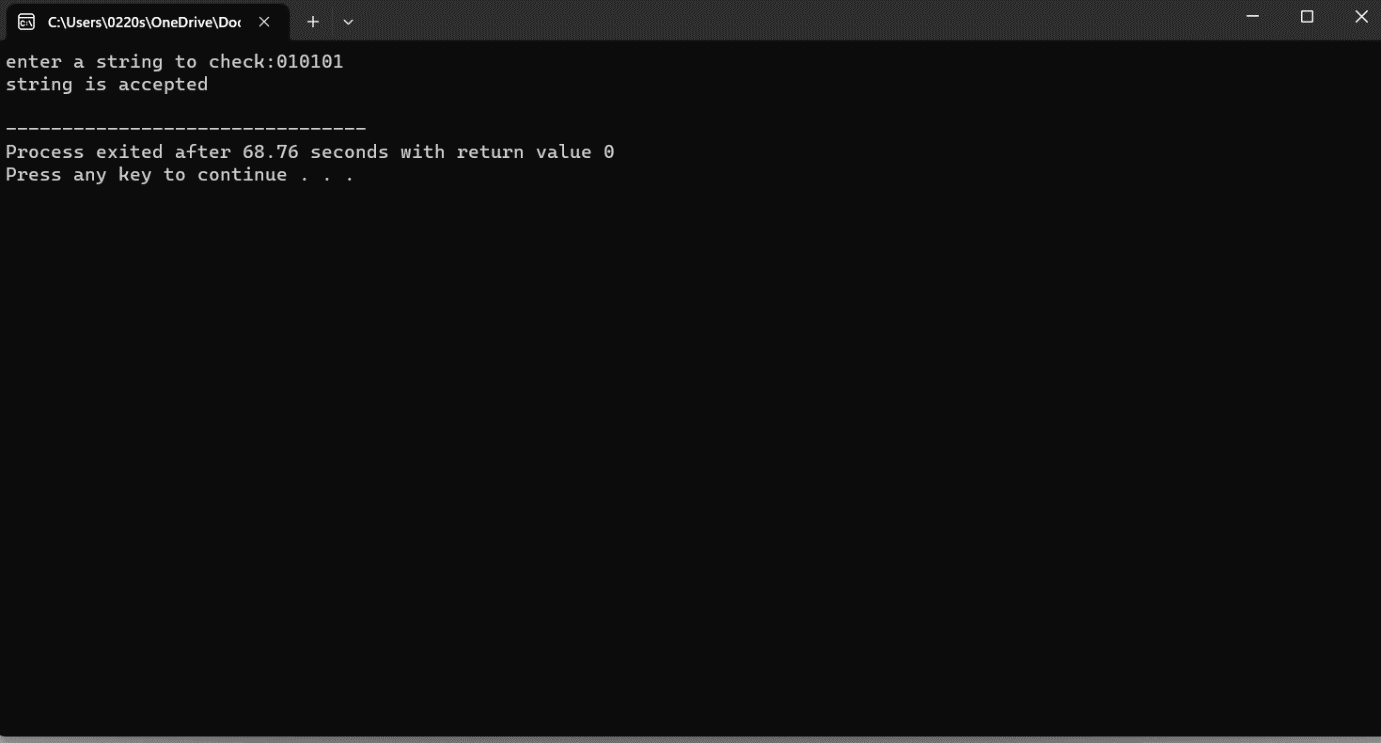 C:\Users\0220s\OneDrive\Doc
enter a string to check:010101
string is accepted
--------------------------------
Process exited after 68.76 seconds with return value 0
Press any key to continue . . .